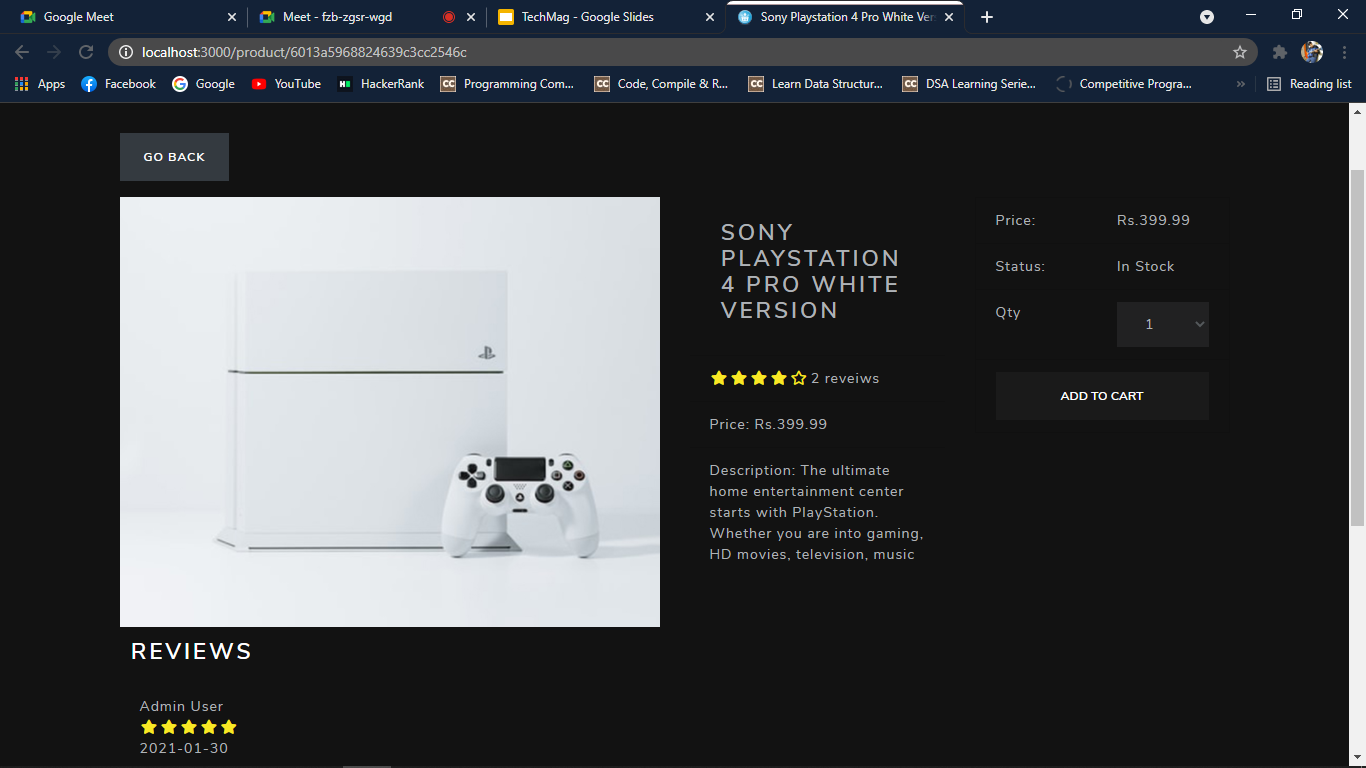 Google Meet
Meet - fzb-zgsr-wgd
TechMag - Google Slides
Sony Playstation 4 Pro White Ver
localhost:3000/product/6013a5968824639c3cc2546c
Apps
Facebook
Google
YouTube
HackerRank
Programming Com...
Code, Compile & R...
Learn Data Structur...
DSA Learning Serie...
Competitive Progra...
»
Reading list
GO BACK
SONY
PLAYSTATION
4 PRO WHITE
VERSION
2 reveiws
Price: Rs.399.99
Description: The ultimate
home entertainment center
starts with PlayStation.
Whether you are into gaming,
HD movies, television, music
Price: Rs.399.99
Status: In Stock
Qty 1
ADD TO CART
REVIEWS
Admin User
2021-01-30